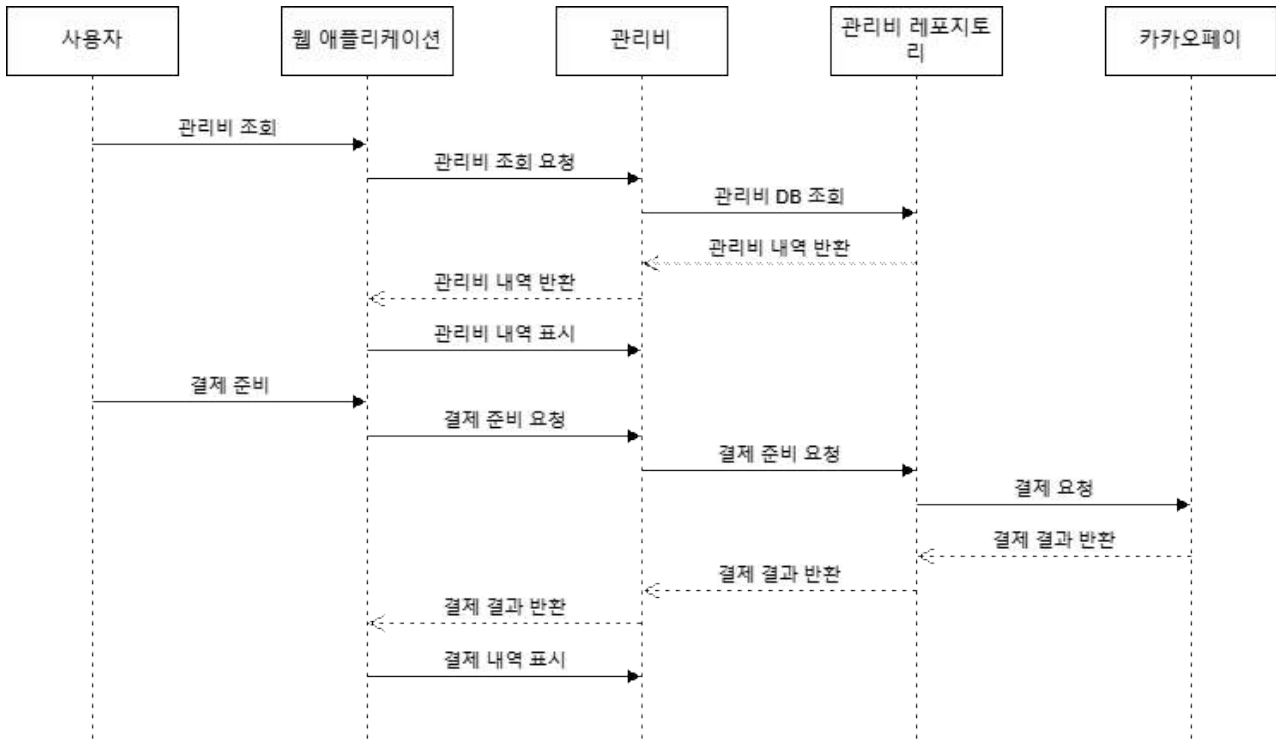 사용자
웹 애플리케이션
관리비
관리비 레포지토
리
카카오페이
관리비 조회
관리비 조회 요청
관리비 DB 조회
관리비 내역 반환
관리비 내역 반환
관리비 내역 표시
결제 준비
결제 준비 요청
결제 준비 요청
결제 요청
결제 결과 반환
결제 결과 반환
결제 결과 반환
결제 내역 표시